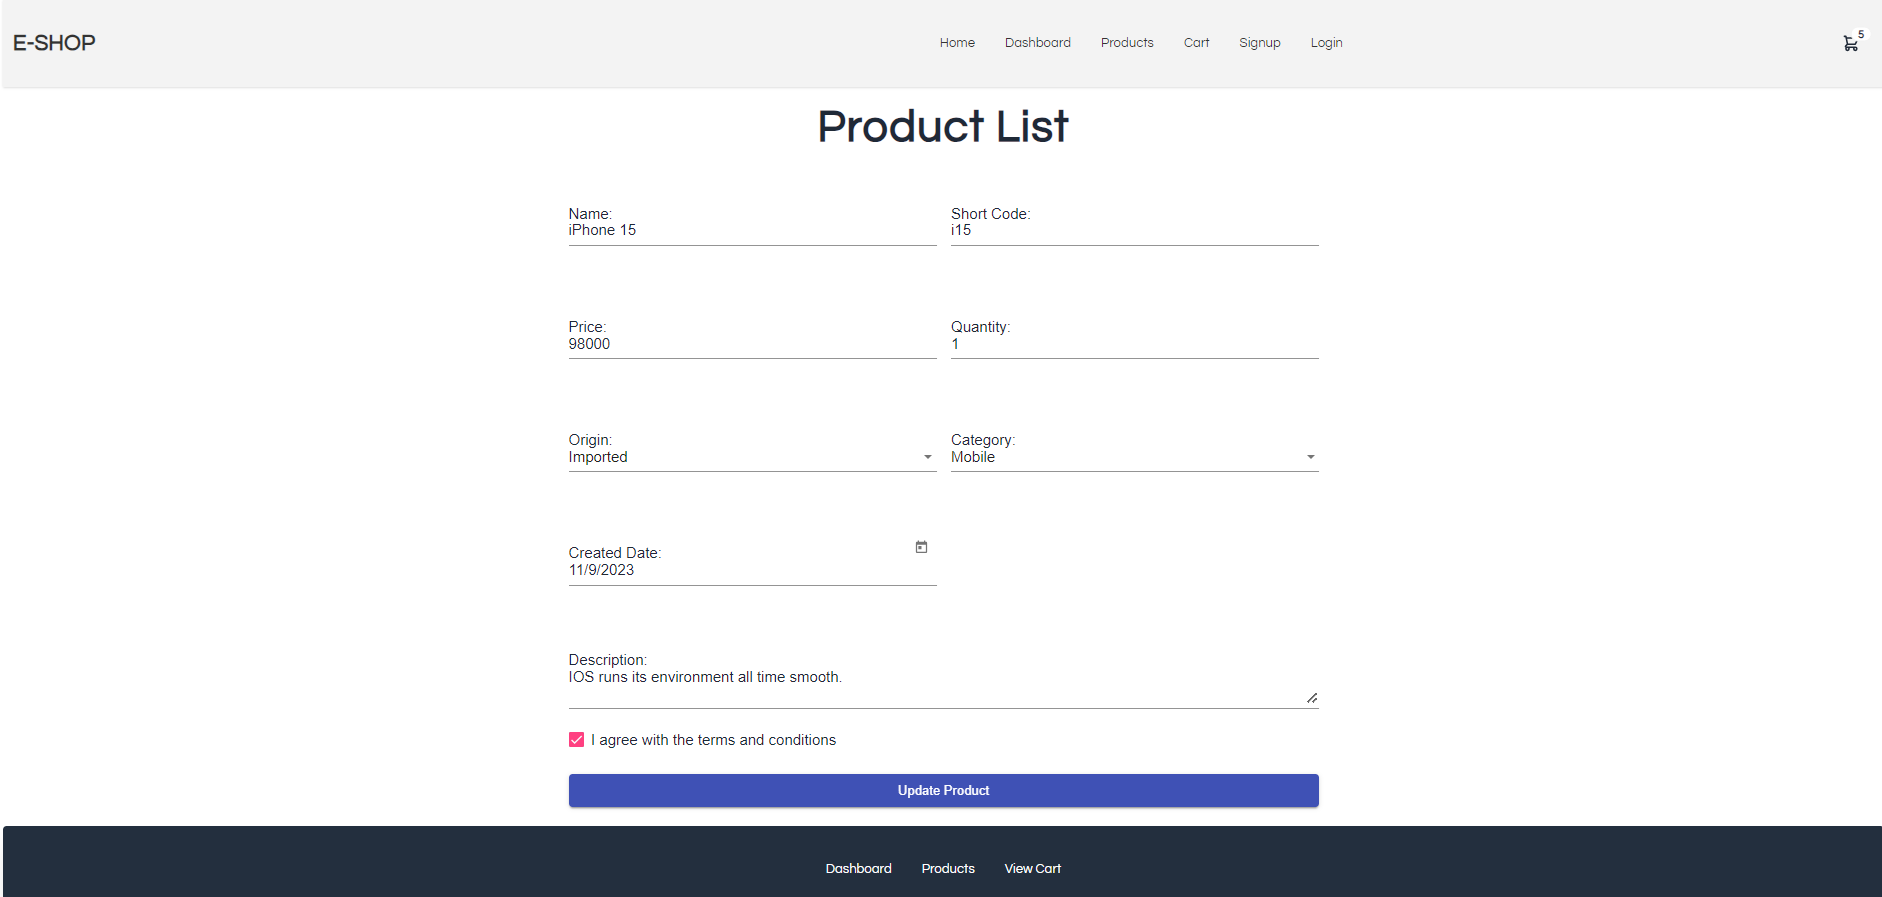 E-SHOP
Home Dashboard Products Cart Signup Login
5
Product List
Name: Short Code:
iPhone 15 i15
Price: Quantity:
98000 1
Origin: Category:
Imported Mobile
Created Date:
11/9/2023
Description:
IOS runs its environment all time smooth.
I agree with the terms and conditions
Update Product
Dashboard Products View Cart